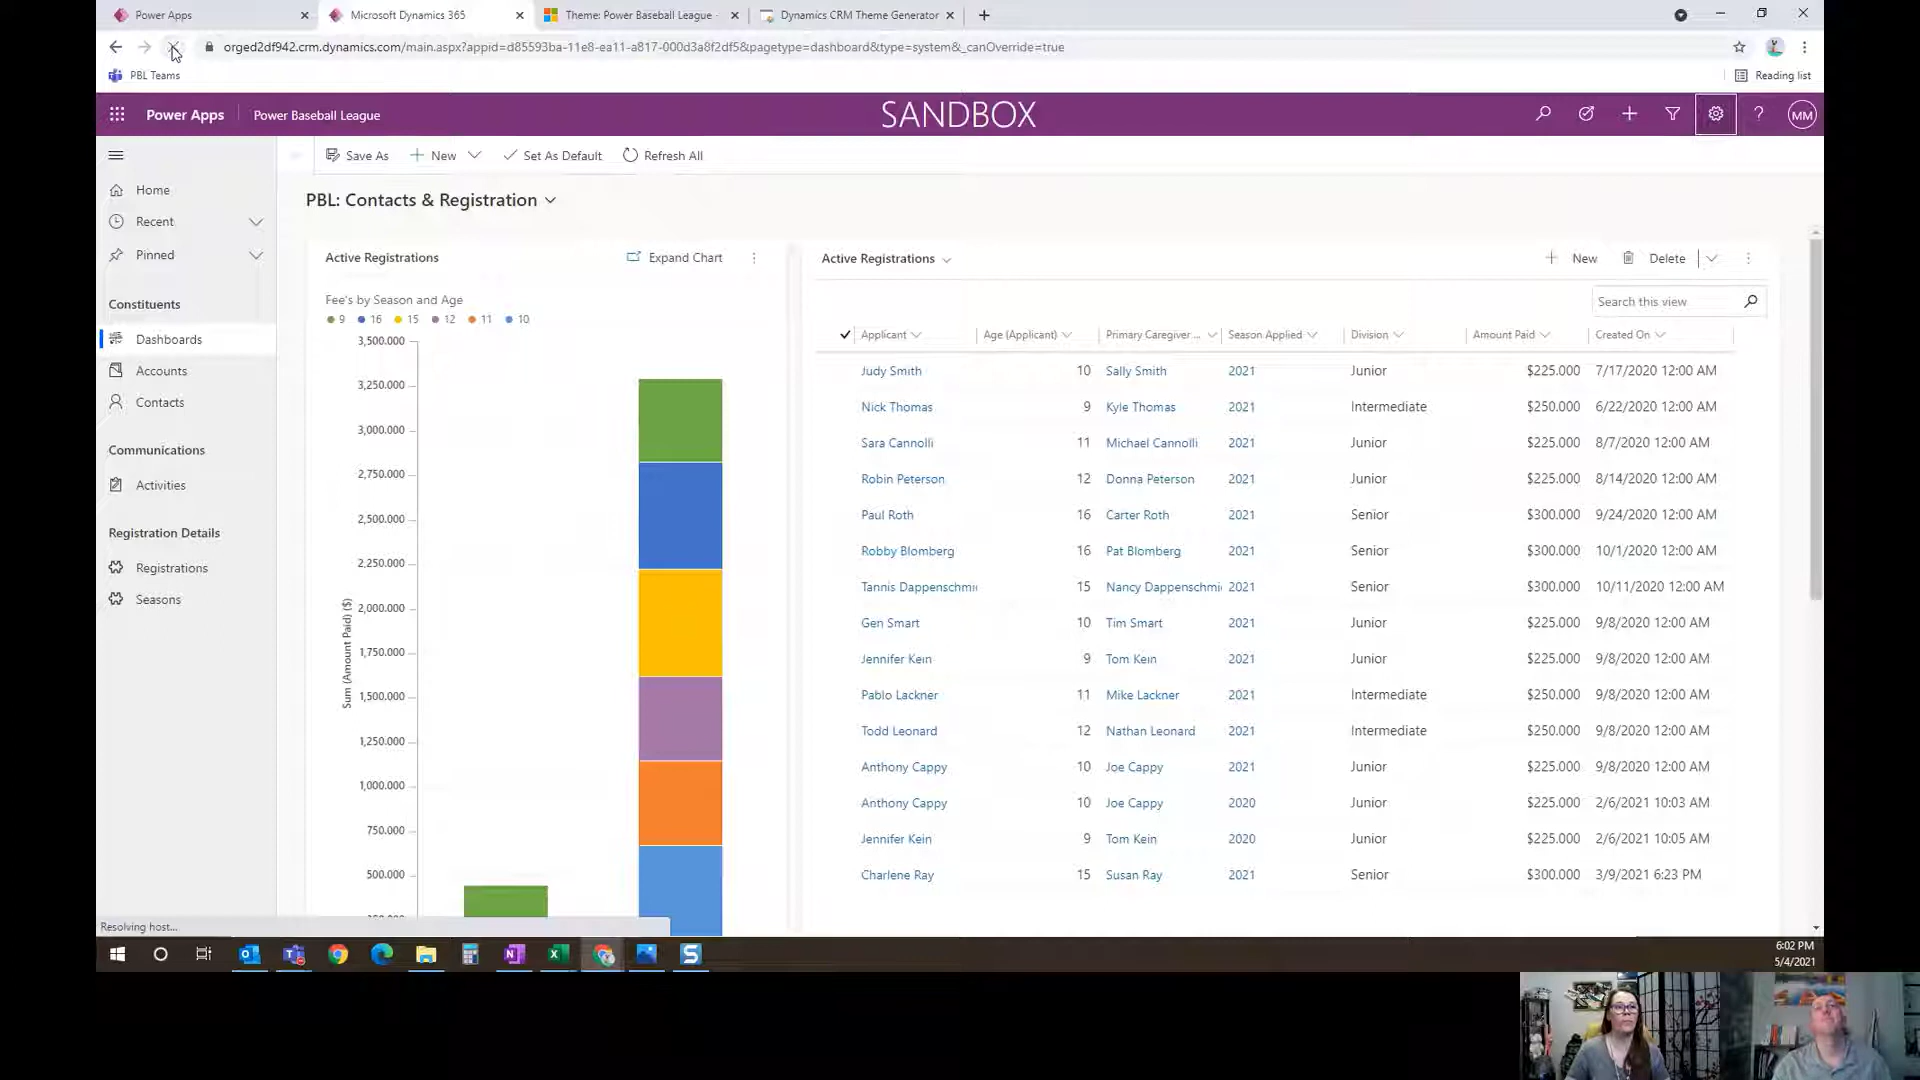 Power Apps
Microsoft Dynamics 365
Theme: Power Baseball League -
Dynamics CRM Theme Generator
orged2df942.crm.dynamics.com/main.aspx?appid=d85593ba-11e8-ea11-a817-000d3a8f2df5&pagetype=dashboard&type=system&_canOverride=true
PBL Teams
Reading list
Power Apps
Power Baseball League
SANDBOX
?
MM
Save As
New
Set As Default
Refresh All
Home
Recent
Pinned
Constituents
Dashboards
Accounts
Contacts
Communications
Activities
Registration Details
Registrations
Seasons
PBL: Contacts & Registration
Active Registrations
Expand Chart
Fee's by Season and Age
9 16 15 12 11 10
3,500.000
3,250.000
3,000.000
2,750.000
2,500.000
2,250.000
2,000.000
1,750.000
1,500.000
1,250.000
1,000.000
750.000
500.000
Sum (Amount Paid) ($)
Active Registrations
New
Delete
Search this view
Applicant Age (Applicant) Primary Caregiver ... Season Applied Division Amount Paid Created On
Judy Smith 10 Sally Smith 2021 Junior $225.000 7/17/2020 12:00 AM
Nick Thomas 9 Kyle Thomas 2021 Intermediate $250.000 6/22/2020 12:00 AM
Sara Cannolli 11 Michael Cannolli 2021 Junior $225.000 8/7/2020 12:00 AM
Robin Peterson 12 Donna Peterson 2021 Junior $225.000 8/14/2020 12:00 AM
Paul Roth 16 Carter Roth 2021 Senior $300.000 9/24/2020 12:00 AM
Robby Blomberg 16 Pat Blomberg 2021 Senior $300.000 10/1/2020 12:00 AM
Tannis Dappenschmi 15 Nancy Dappenschmi 2021 Senior $300.000 10/11/2020 12:00 AM
Gen Smart 10 Tim Smart 2021 Junior $225.000 9/8/2020 12:00 AM
Jennifer Kein 9 Tom Kein 2021 Junior $225.000 9/8/2020 12:00 AM
Pablo Lackner 11 Mike Lackner 2021 Intermediate $250.000 9/8/2020 12:00 AM
Todd Leonard 12 Nathan Leonard 2021 Intermediate $250.000 9/8/2020 12:00 AM
Anthony Cappy 10 Joe Cappy 2021 Junior $225.000 9/8/2020 12:00 AM
Anthony Cappy 10 Joe Cappy 2020 Junior $225.000 2/6/2021 10:03 AM
Jennifer Kein 9 Tom Kein 2020 Junior $225.000 2/6/2021 10:05 AM
Charlene Ray 15 Susan Ray 2021 Senior $300.000 3/9/2021 6:23 PM
Resolving host...
6:02 PM
5/4/2021